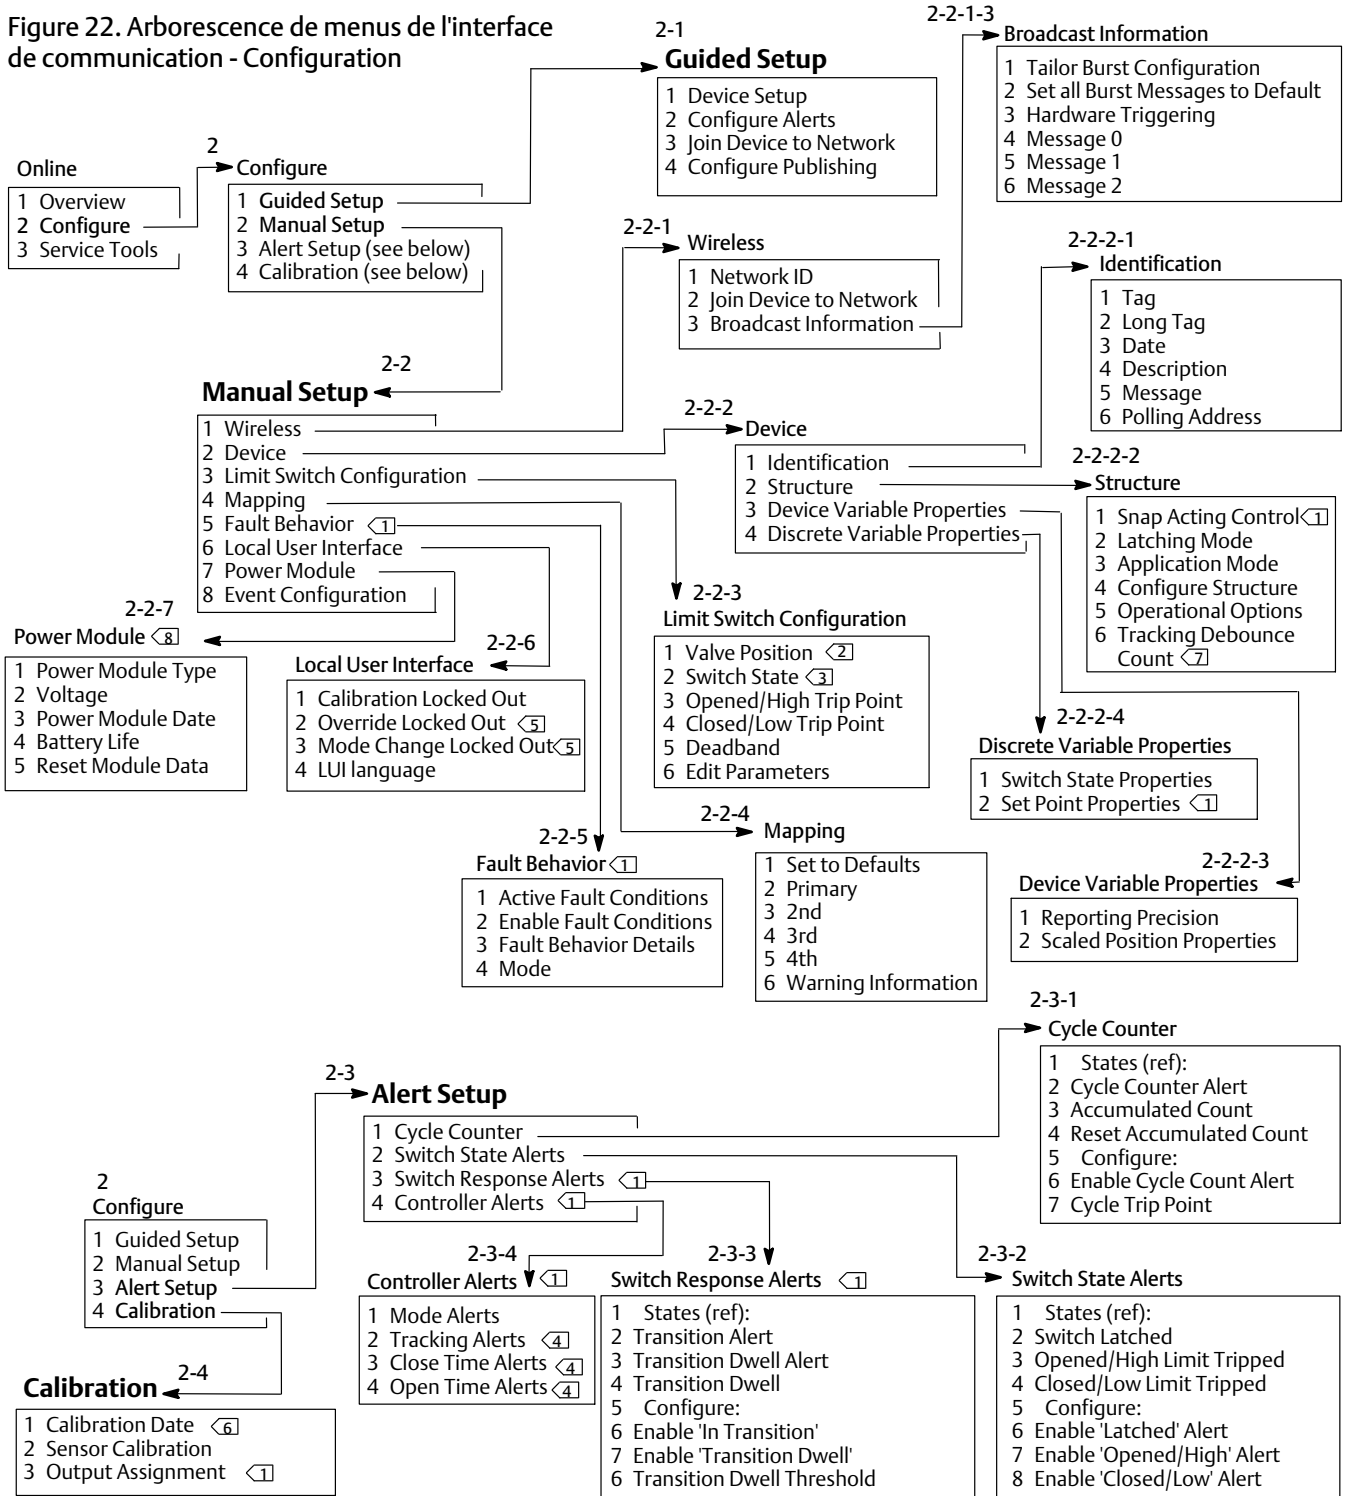 Figure 22. Arborescence de menus de l'interface
de communication - Configuration
Online
1 Overview
2 Configure
3 Service Tools
2
Configure
1 Guided Setup
2 Manual Setup
3 Alert Setup (see below)
4 Calibration (see below)
2-1
Guided Setup
1 Device Setup
2 Configure Alerts
3 Join Device to Network
4 Configure Publishing
2-2-1-3
Broadcast Information
1 Tailor Burst Configuration
2 Set all Burst Messages to Default
3 Hardware Triggering
4 Message 0
5 Message 1
6 Message 2
2-2-1
Wireless
1 Network ID
2 Join Device to Network
3 Broadcast Information
2-2-2-1
Identification
1 Tag
2 Long Tag
3 Date
4 Description
5 Message
6 Polling Address
2-2
Manual Setup
1 Wireless
2 Device
3 Limit Switch Configuration
4 Mapping
5 Fault Behavior 1
6 Local User Interface
7 Power Module
8 Event Configuration
2-2-2
Device
1 Identification
2 Structure
3 Device Variable Properties
4 Discrete Variable Properties
2-2-2-2
Structure
1 Snap Acting Control 1
2 Latching Mode
3 Application Mode
4 Configure Structure
5 Operational Options
6 Tracking Debounce
Count 7
2-2-7
Power Module 8
1 Power Module Type
2 Voltage
3 Power Module Date
4 Battery Life
5 Reset Module Data
2-2-6
Local User Interface
1 Calibration Locked Out
2 Override Locked Out 5
3 Mode Change Locked Out 5
4 LUI language
2-2-3
Limit Switch Configuration
1 Valve Position 2
2 Switch State 3
3 Opened/High Trip Point
4 Closed/Low Trip Point
5 Deadband
6 Edit Parameters
2-2-2-4
Discrete Variable Properties
1 Switch State Properties
2 Set Point Properties 1
2-2-5
Fault Behavior 1
1 Active Fault Conditions
2 Enable Fault Conditions
3 Fault Behavior Details
4 Mode
2-2-4
Mapping
1 Set to Defaults
2 Primary
3 2nd
4 3rd
5 4th
6 Warning Information
2-2-2-3
Device Variable Properties
1 Reporting Precision
2 Scaled Position Properties
2-3-1
Cycle Counter
1 States (ref):
2 Cycle Counter Alert
3 Accumulated Count
4 Reset Accumulated Count
5 Configure:
6 Enable Cycle Count Alert
7 Cycle Trip Point
2-3
Alert Setup
1 Cycle Counter
2 Switch State Alerts
3 Switch Response Alerts 1
4 Controller Alerts 1
2
Configure
1 Guided Setup
2 Manual Setup
3 Alert Setup
4 Calibration
2-4
Calibration
1 Calibration Date 6
2 Sensor Calibration
3 Output Assignment 1
2-3-4
Controller Alerts 1
1 Mode Alerts
2 Tracking Alerts 4
3 Close Time Alerts 4
4 Open Time Alerts 4
2-3-3
Switch Response Alerts 1
1 States (ref):
2 Transition Alert
3 Transition Dwell Alert
4 Transition Dwell
5 Configure:
6 Enable 'In Transition'
7 Enable 'Transition Dwell'
6 Transition Dwell Threshold
2-3-2
Switch State Alerts
1 States (ref):
2 Switch Latched
3 Opened/High Limit Tripped
4 Closed/Low Limit Tripped
5 Configure:
6 Enable 'Latched' Alert
7 Enable 'Opened/High' Alert
8 Enable 'Closed/Low' Alert